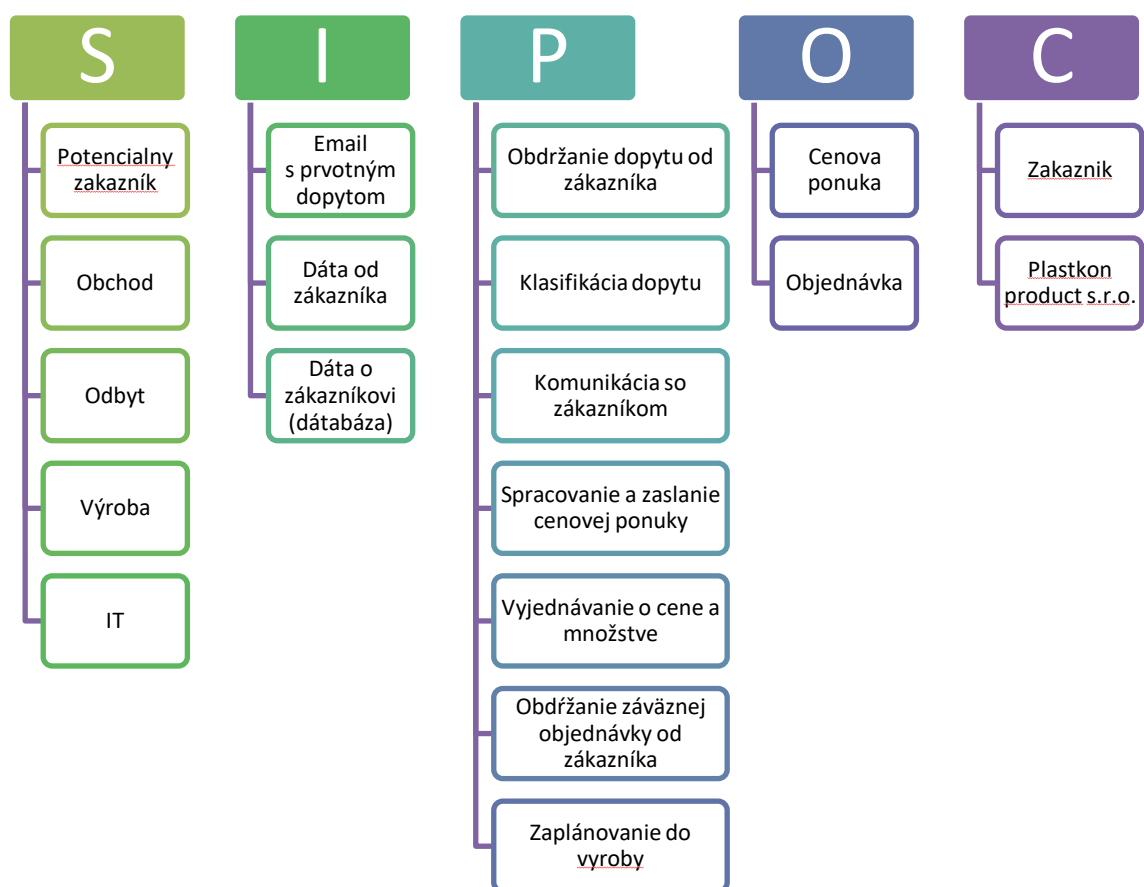 S
Potencialny
zakazník
Obchod
Odbyt
Výroba
IT
I
Email
s prvotným
dopytom
Dáta od
zákazníka
Dáta o
zákazníkovi
(dátabáza)
P
Obdržanie dopytu od
zákazníka
Klasifikácia dopytu
Komunikácia so
zákazníkom
Spracovanie a zaslanie
cenovej ponuky
Vyjednávanie o cene a
množstve
Obdŕžanie záväznej
objednávky od
zákazníka
Zaplánovanie do
vyroby
O
Cenova
ponuka
Objednávka
C
Zakaznik
Plastkon
product s.r.o.